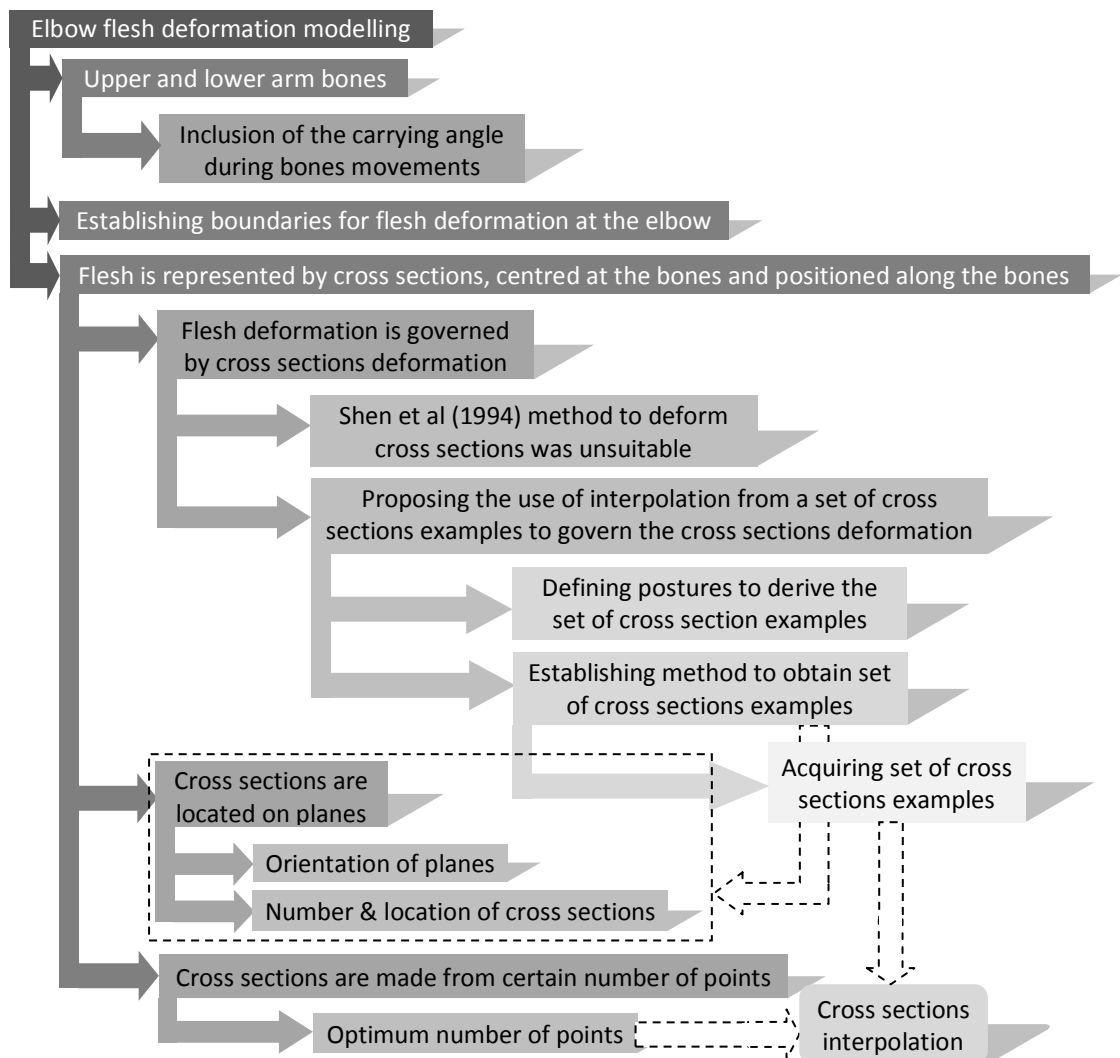 Elbow flesh deformation modelling
Upper and lower arm bones
Inclusion of the carrying angle
during bones movements
Establishing boundaries for flesh deformation at the elbow
Flesh is represented by cross sections, centred at the bones and positioned along the bones
Flesh deformation is governed
by cross sections deformation
Shen et al (1994) method to deform
cross sections was unsuitable
Proposing the use of interpolation from a set of cross
sections examples to govern the cross sections deformation
Defining postures to derive the
set of cross section examples
Establishing method to obtain set
of cross sections examples
Acquiring set of cross
sections examples
Cross sections are
located on planes
Orientation of planes
Number & location of cross sections
Cross sections are made from certain number of points
Optimum number of points
Cross sections
interpolation